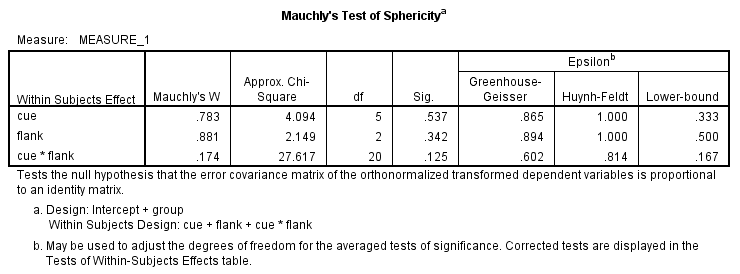 Mauchly's Test of Sphericity^a
Measure: MEASURE_1
Epsilon^b
Within Subjects Effect Mauchly's W Approx. Chi-Square df Sig. Greenhouse-Geisser Huynh-Feldt Lower-bound
cue .783 4.094 5 .537 .865 1.000 .333
flank .881 2.149 2 .342 .894 1.000 .500
cue * flank .174 27.617 20 .125 .602 .814 .167
Tests the null hypothesis that the error covariance matrix of the orthonormalized transformed dependent variables is proportional
to an identity matrix.
a. Design: Intercept + group
Within Subjects Design: cue + flank + cue * flank
b. May be used to adjust the degrees of freedom for the averaged tests of significance. Corrected tests are displayed in the
Tests of Within-Subjects Effects table.